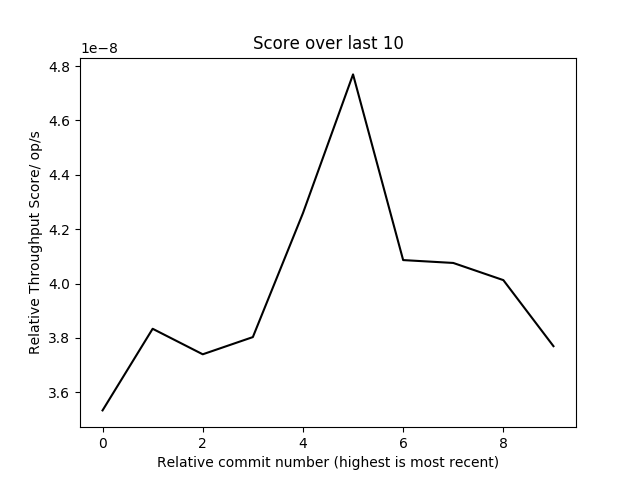 Score over last 10
1e−8
4.8
4.6
4.4
4.2
4.0
3.8
3.6
Relative Throughput Score/ op/s
0 2 4 6 8
Relative commit number (highest is most recent)